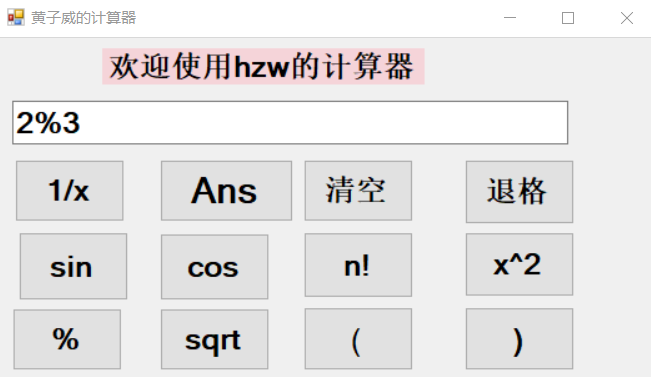 黄子威的计算器
欢迎使用hzw的计算器
2%3
1/x Ans 清空 退格
sin cos n! x^2
% sqrt ( )